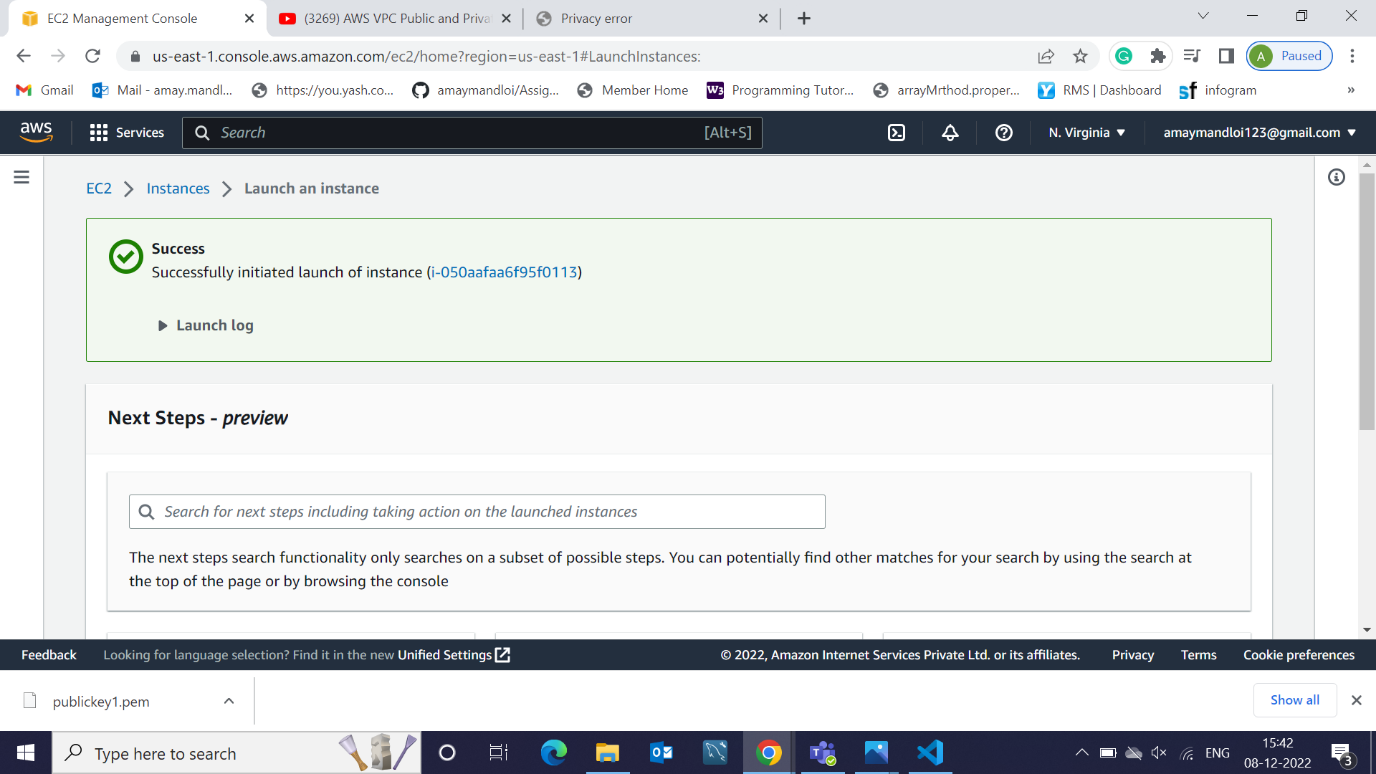 EC2 Management Console
(3269) AWS VPC Public and Priva
Privacy error
us-east-1.console.aws.amazon.com/ec2/home?region=us-east-1#LaunchInstances:
A Paused
Gmail
Mail - amay.mandl...
https://you.yash.co...
amaymandloi/Assig...
Member Home
W3 Programming Tutor...
arrayMrthod.proper...
Y RMS | Dashboard
sf infogram
»
aws
Services
Search
[Alt+S]
N. Virginia
amaymandloi123@gmail.com
EC2
Instances
Launch an instance
Success
Successfully initiated launch of instance (i-050aafaa6f95f0113)
Launch log
Next Steps - preview
Search for next steps including taking action on the launched instances
The next steps search functionality only searches on a subset of possible steps. You can potentially find other matches for your search by using the search at
the top of the page or by browsing the console
Feedback
Looking for language selection? Find it in the new Unified Settings
© 2022, Amazon Internet Services Private Ltd. or its affiliates.
Privacy
Terms
Cookie preferences
publickey1.pem
Show all
Type here to search
ENG
15:42
08-12-2022
3